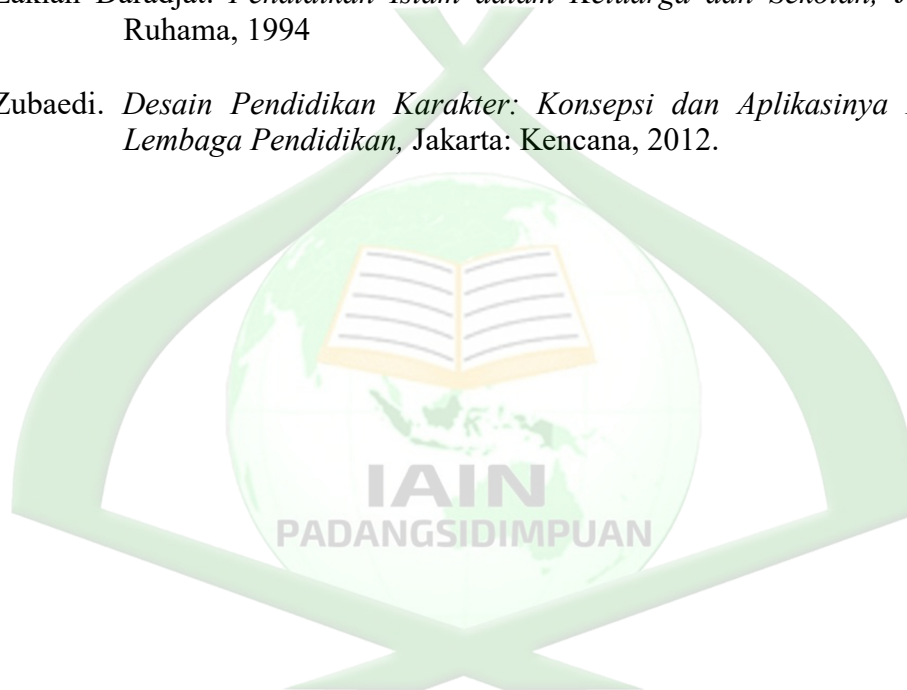 Ruhama, 1994
Zubaedi. Desain Pendidikan Karakter: Konsepsi dan Aplikasinya
Lembaga Pendidikan, Jakarta: Kencana, 2012.
IAIN
PADANGSIDIMPUAN